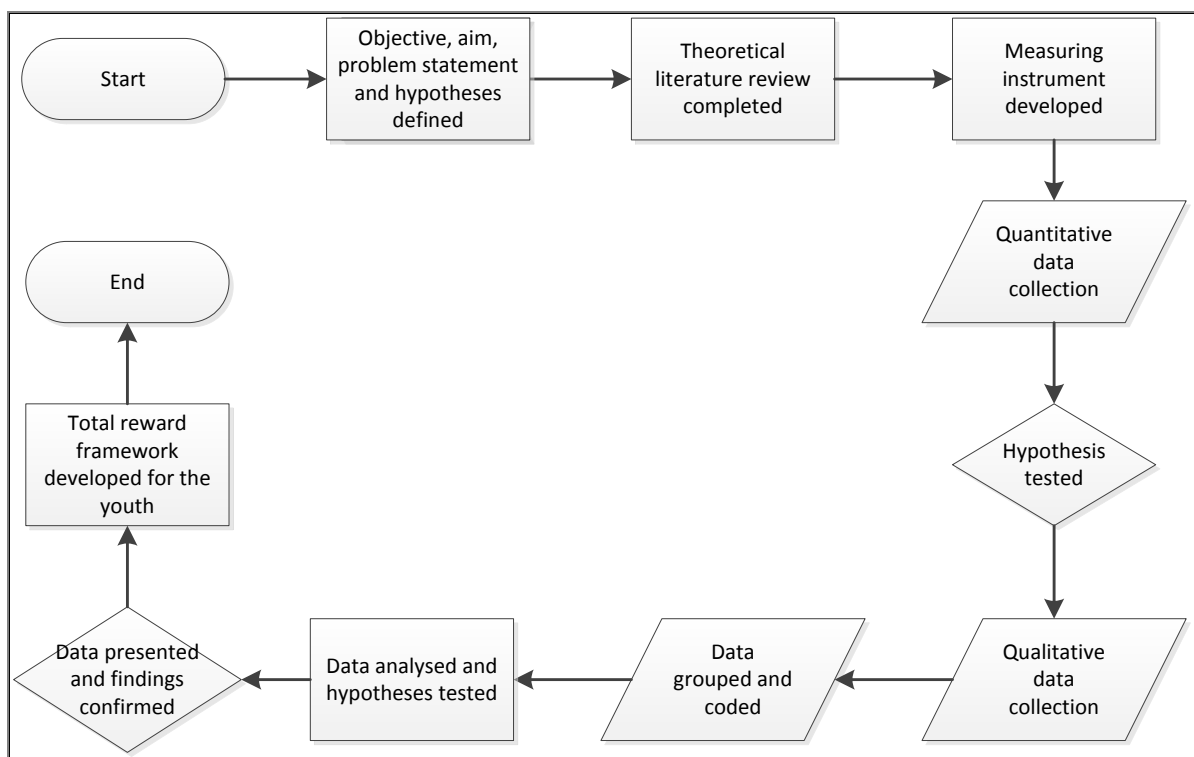 Start
Objective, aim,
problem statement
and hypotheses
defined
Theoretical
literature review
completed
Measuring
instrument
developed
Quantitative
data
collection
Hypothesis
tested
Qualitative
data
collection
Data
grouped and
coded
Data analysed and
hypotheses tested
Data presented
and findings
confirmed
Total reward
framework
developed for the
youth
End